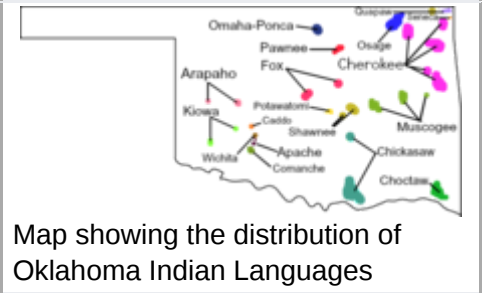 Quapaw
Seneca
Omaha-Ponca
Osage
Pawnee
Cherokee
Fox
Arapaho
Potawatomi
Kiowa
Caddo
Shawnee
Muscogee
Wichita
Apache
Chickasaw
Comanche
Choctaw
Map showing the distribution of
Oklahoma Indian Languages